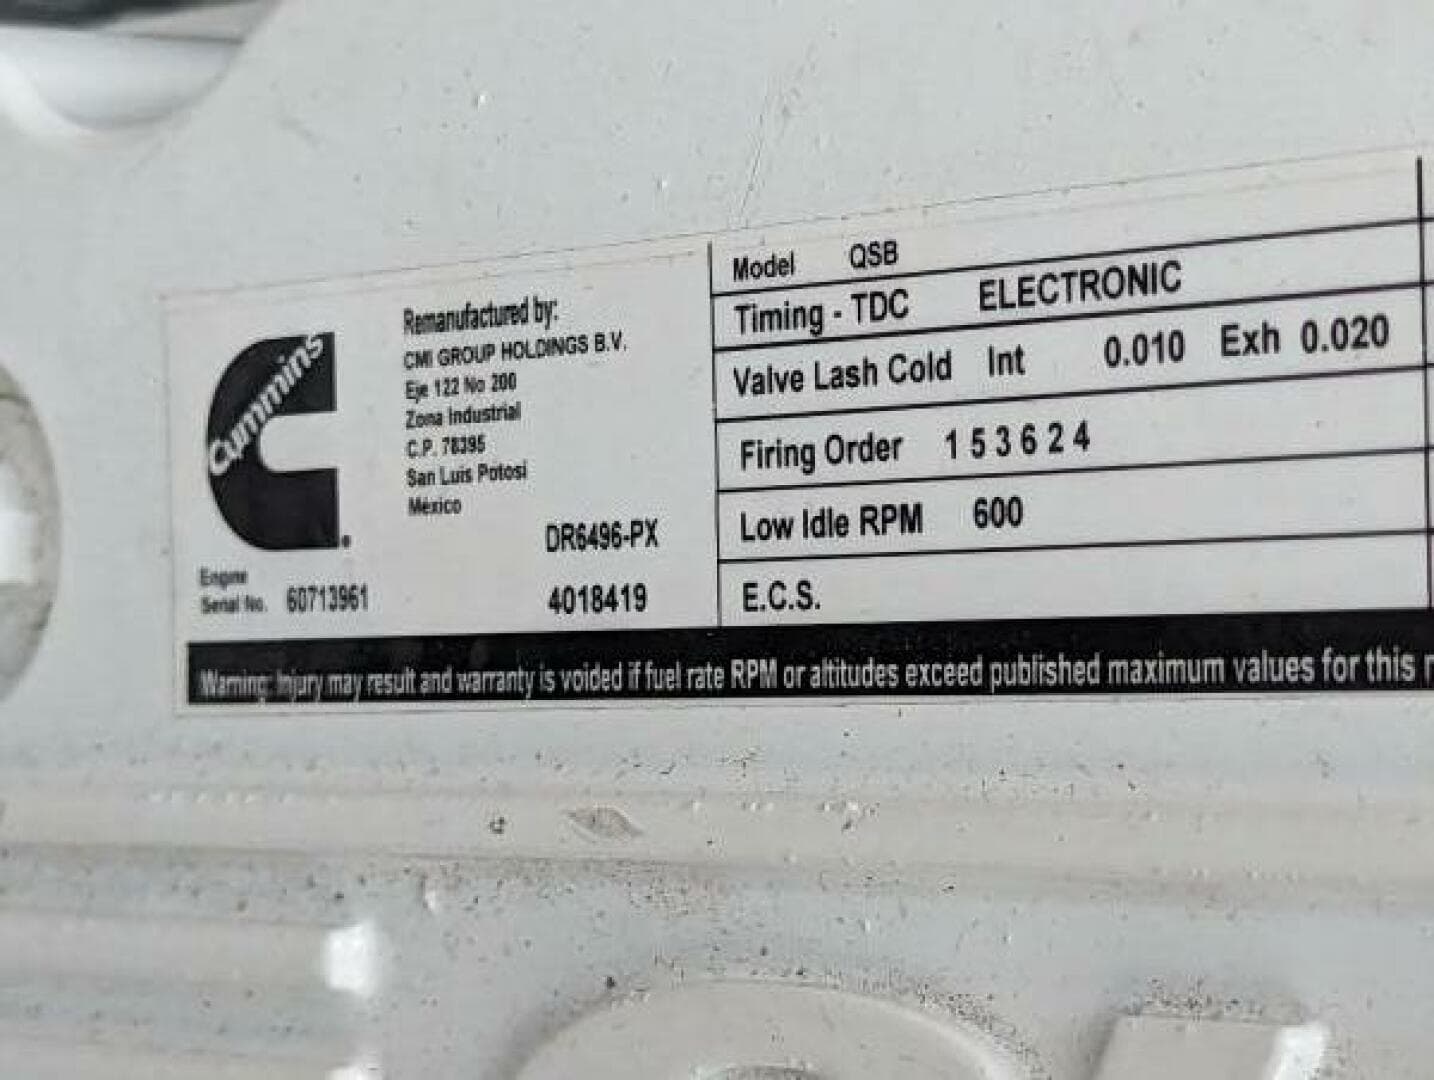 Cummins
Remanufactured by:
CMI GROUP HOLDINGS B.V.
Eje 122 No 200
Zona Industrial
C.P. 78395
San Luis Potosi
México
DR6496-PX
Engine
Serial No. 60713961
4018419
Model QSB
Timing - TDC ELECTRONIC
Valve Lash Cold Int 0.010 Exh 0.020
Firing Order 1 5 3 6 2 4
Low Idle RPM 600
E.C.S.
Warning: Injury may result and warranty is voided if fuel rate RPM or altitudes exceed published maximum values for this